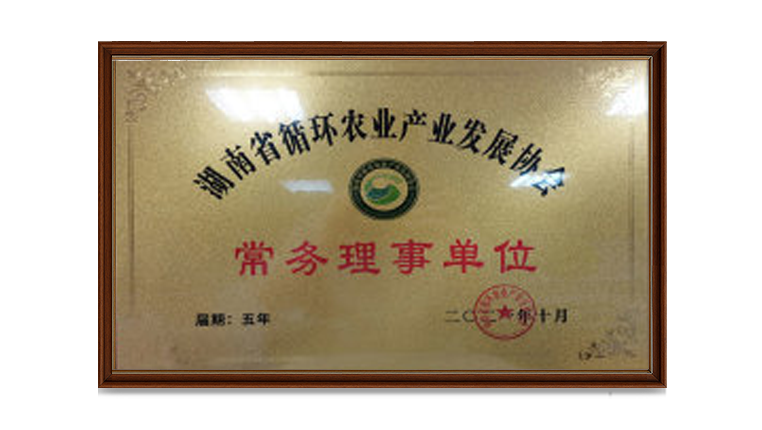 湖南省循环农业产业发展协会
常务理事单位
届期：五年
二〇二 年十月